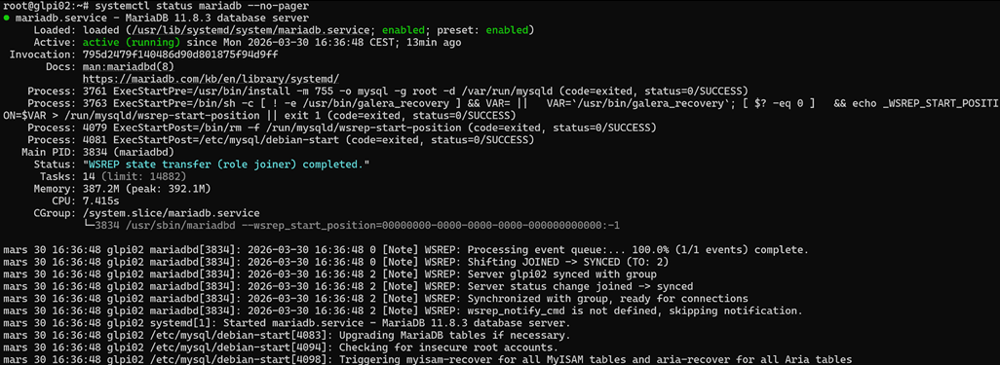 root@glpi02:~# systemctl status mariadb --no-pager
● mariadb.service - MariaDB 11.8.3 database server
Loaded: loaded (/usr/lib/systemd/system/mariadb.service; enabled; preset: enabled)
Active: active (running) since Mon 2026-03-30 16:36:48 CEST; 13min ago
Invocation: 795d2479f140486d90d801875f94d9ff
Docs: man:mariadbd(8)
https://mariadb.com/kb/en/library/systemd/
Process: 3761 ExecStartPre=/usr/bin/install -m 755 -o mysql -g root -d /var/run/mysqld (code=exited, status=0/SUCCESS)
Process: 3763 ExecStartPre=/bin/sh -c [ ! -e /usr/bin/galera_recovery ] && VAR= ||   VAR=`/usr/bin/galera_recovery`; [ $? -eq 0 ]   && echo _WSREP_START_POSITI
ON=$VAR > /run/mysqld/wsrep-start-position || exit 1 (code=exited, status=0/SUCCESS)
Process: 4079 ExecStartPost=/bin/rm -f /run/mysqld/wsrep-start-position (code=exited, status=0/SUCCESS)
Process: 4081 ExecStartPost=/etc/mysql/debian-start (code=exited, status=0/SUCCESS)
Main PID: 3834 (mariadbd)
Status: "WSREP state transfer (role joiner) completed."
Tasks: 14 (limit: 14882)
Memory: 387.2M (peak: 392.1M)
CPU: 7.415s
CGroup: /system.slice/mariadb.service
└─3834 /usr/sbin/mariadbd --wsrep_start_position=00000000-0000-0000-0000-000000000000:-1
mars 30 16:36:48 glpi02 mariadbd[3834]: 2026-03-30 16:36:48 0 [Note] WSREP: Processing event queue:... 100.0% (1/1 events) complete.
mars 30 16:36:48 glpi02 mariadbd[3834]: 2026-03-30 16:36:48 0 [Note] WSREP: Shifting JOINED -> SYNCED (TO: 2)
mars 30 16:36:48 glpi02 mariadbd[3834]: 2026-03-30 16:36:48 2 [Note] WSREP: Server glpi02 synced with group
mars 30 16:36:48 glpi02 mariadbd[3834]: 2026-03-30 16:36:48 2 [Note] WSREP: Server status change joined -> synced
mars 30 16:36:48 glpi02 mariadbd[3834]: 2026-03-30 16:36:48 2 [Note] WSREP: Synchronized with group, ready for connections
mars 30 16:36:48 glpi02 mariadbd[3834]: 2026-03-30 16:36:48 2 [Note] WSREP: wsrep_notify_cmd is not defined, skipping notification.
mars 30 16:36:48 glpi02 systemd[1]: Started mariadb.service - MariaDB 11.8.3 database server.
mars 30 16:36:48 glpi02 /etc/mysql/debian-start[4083]: Upgrading MariaDB tables if necessary.
mars 30 16:36:48 glpi02 /etc/mysql/debian-start[4094]: Checking for insecure root accounts.
mars 30 16:36:48 glpi02 /etc/mysql/debian-start[4098]: Triggering myisam-recover for all MyISAM tables and aria-recover for all Aria tables